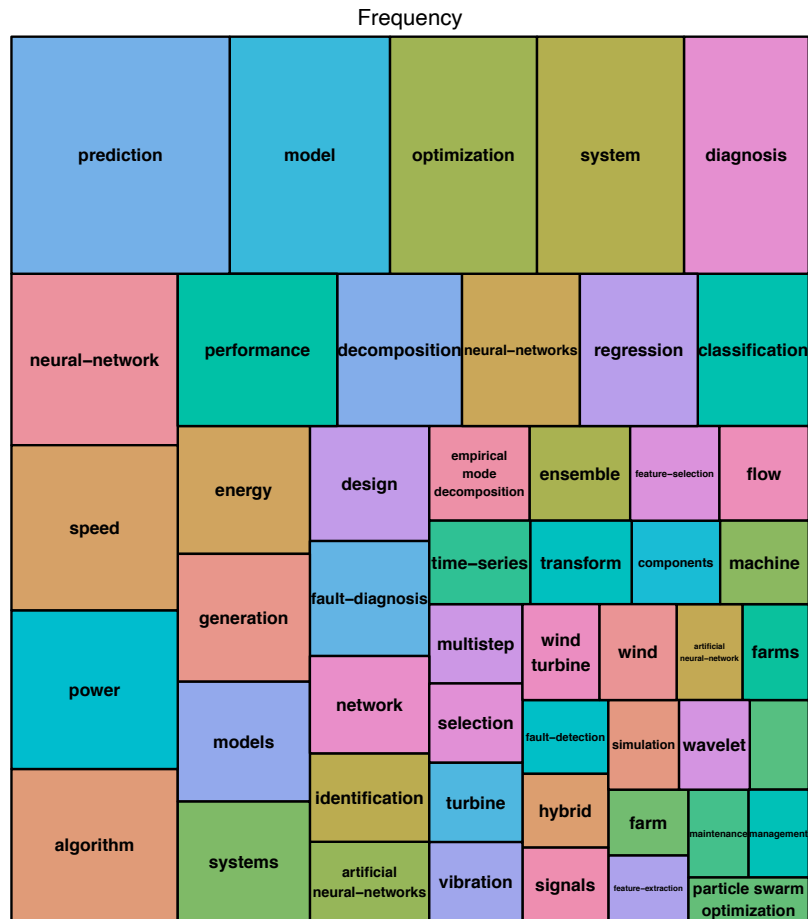 Frequency
prediction
model
optimization
system
diagnosis
neural−network
performance
decomposition
neural−networks
regression
classification
speed
power
algorithm
energy
generation
models
systems
design
fault−diagnosis
network
identification
artificial
neural−networks
empirical
mode
decomposition
ensemble
feature−selection
flow
time−series
transform
components
machine
multistep
selection
turbine
vibration
wind
turbine
wind
artificial
neural−network
farms
fault−detection
simulation
wavelet
hybrid
signals
farm
feature−extraction
maintenance
management
particle swarm
optimization